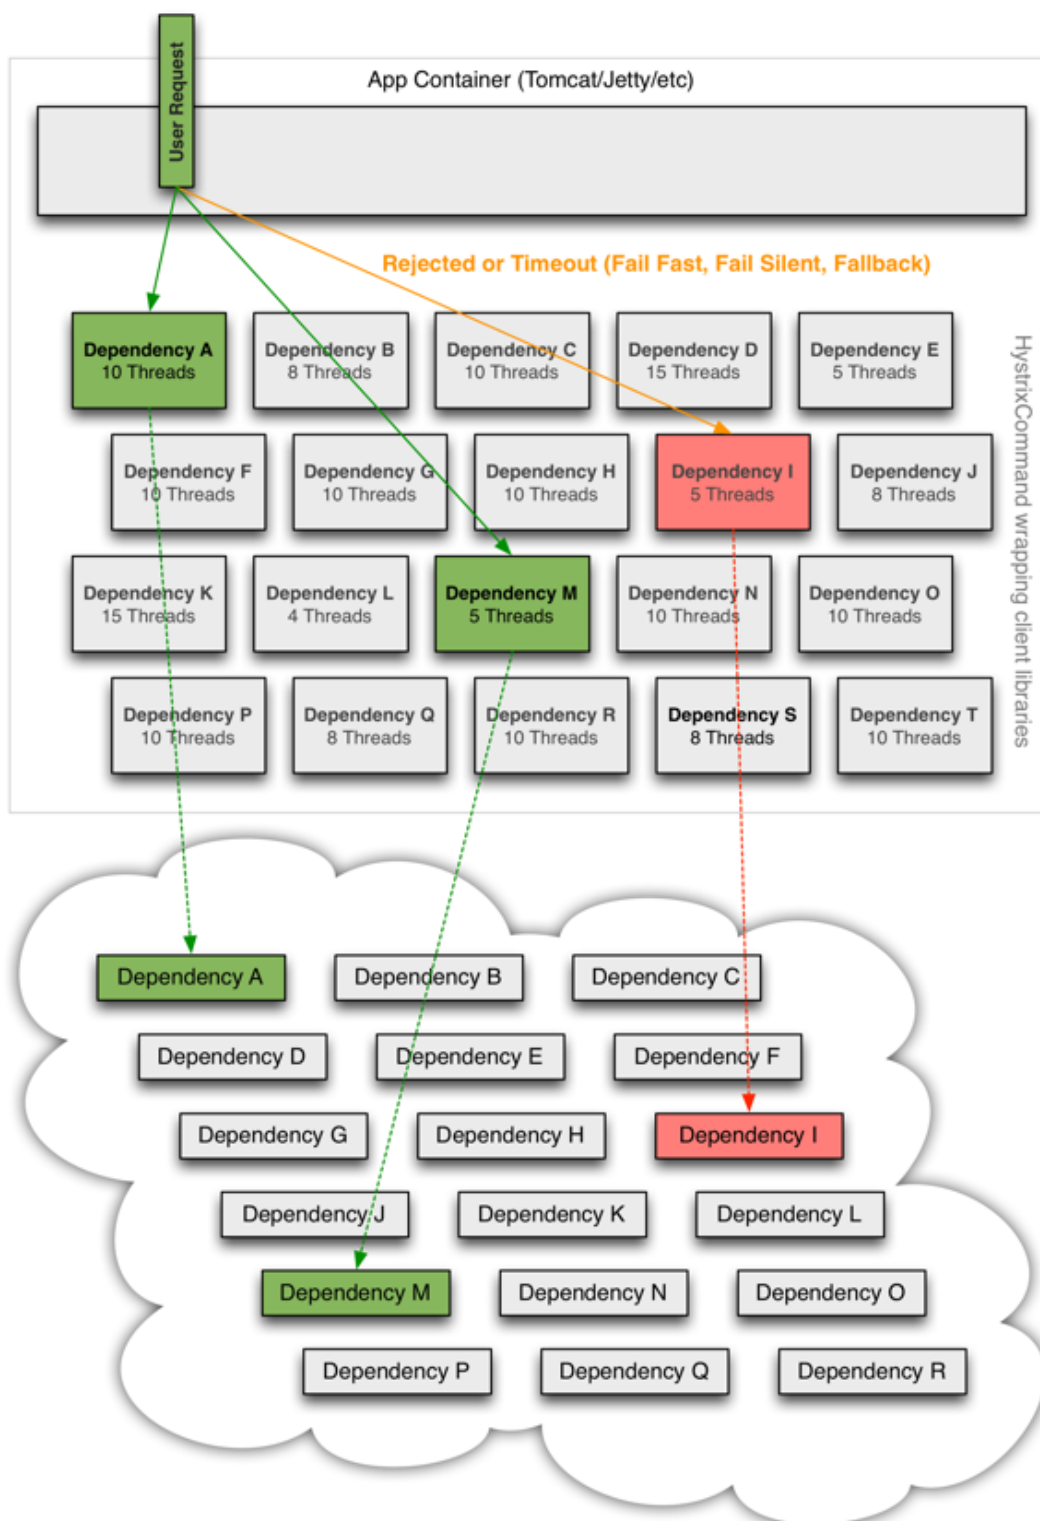 User Request
App Container (Tomcat/Jetty/etc)
Rejected or Timeout (Fail Fast, Fail Silent, Fallback)
Dependency A
10 Threads
Dependency B
8 Threads
Dependency C
10 Threads
Dependency D
15 Threads
Dependency E
5 Threads
Dependency F
10 Threads
Dependency G
10 Threads
Dependency H
10 Threads
Dependency I
5 Threads
Dependency J
8 Threads
Dependency K
15 Threads
Dependency L
4 Threads
Dependency M
5 Threads
Dependency N
10 Threads
Dependency O
10 Threads
Dependency P
10 Threads
Dependency Q
8 Threads
Dependency R
10 Threads
Dependency S
8 Threads
Dependency T
10 Threads
HystrixCommand wrapping client libraries
Dependency A
Dependency B
Dependency C
Dependency D
Dependency E
Dependency F
Dependency G
Dependency H
Dependency I
Dependency J
Dependency K
Dependency L
Dependency M
Dependency N
Dependency O
Dependency P
Dependency Q
Dependency R